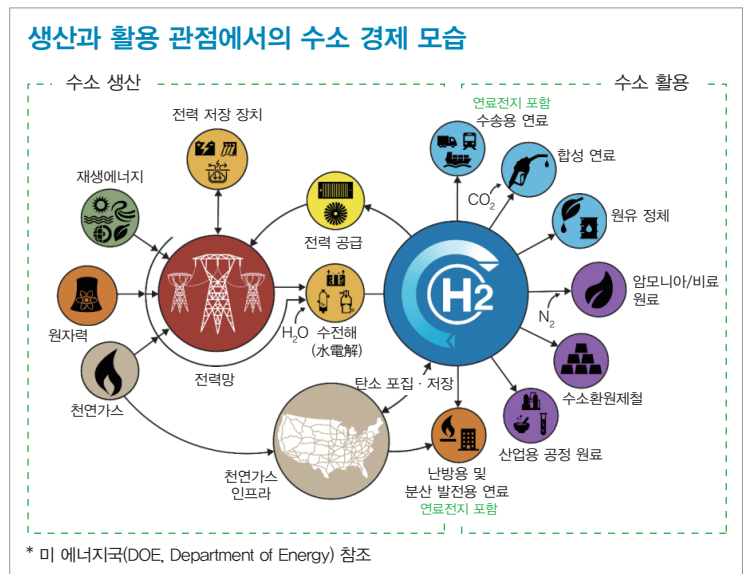 생산과 활용 관점에서의 수소 경제 모습
수소 생산
수소 활용
연료전지 포함
수송용 연료
전력 저장 장치
합성 연료
CO2
재생에너지
원유 정체
전력 공급
H2
암모니아/비료
원료
N2
원자력
H2O
수전해
(水電解)
수소환원제철
전력망
탄소 포집 · 저장
천연가스
산업용 공정 원료
천연가스
인프라
난방용 및
분산 발전용 연료
연료전지 포함
* 미 에너지국(DOE, Department of Energy) 참조